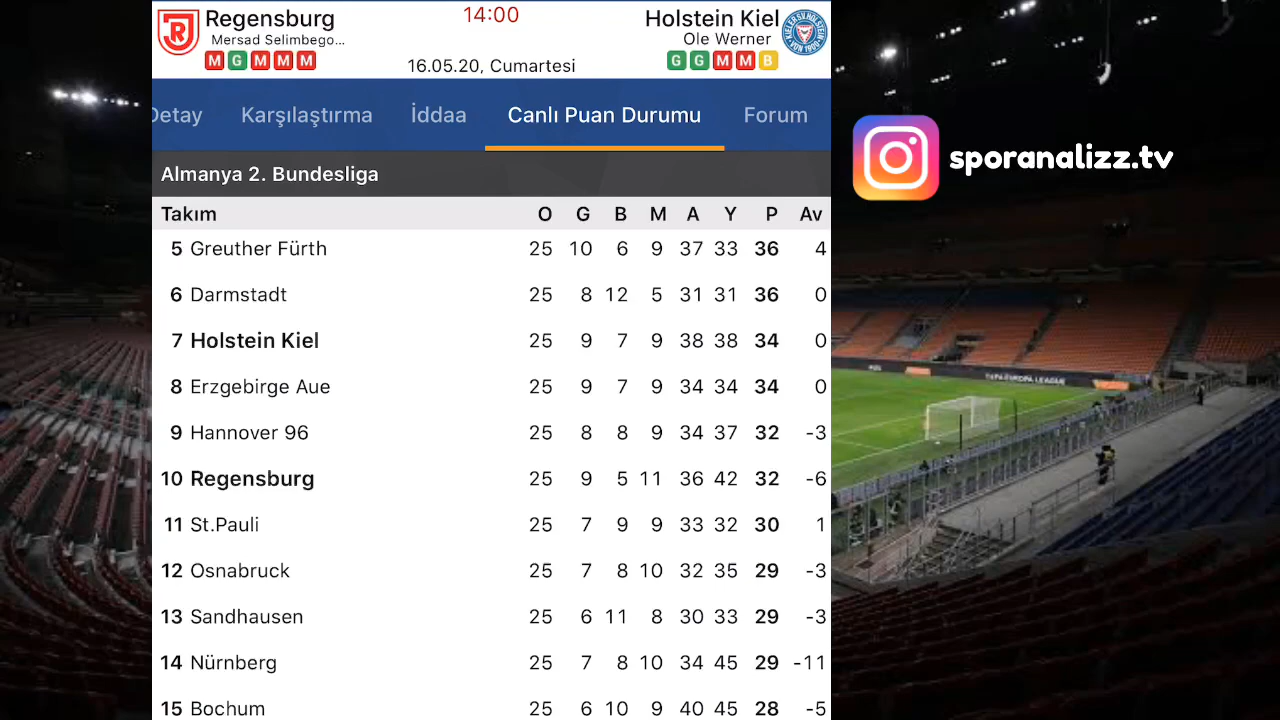 Regensburg
Mersad Selimbego...
M G M M M
14:00
16.05.20, Cumartesi
Holstein Kiel
Ole Werner
G G M M B
Detay Karşılaştırma İddaa Canlı Puan Durumu Forum
Almanya 2. Bundesliga
Takım O G B M A Y P Av
5 Greuther Fürth 25 10 6 9 37 33 36 4
6 Darmstadt 25 8 12 5 31 31 36 0
7 Holstein Kiel 25 9 7 9 38 38 34 0
8 Erzgebirge Aue 25 9 7 9 34 34 34 0
9 Hannover 96 25 8 8 9 34 37 32 -3
10 Regensburg 25 9 5 11 36 42 32 -6
11 St.Pauli 25 7 9 9 33 32 30 1
12 Osnabruck 25 7 8 10 32 35 29 -3
13 Sandhausen 25 6 11 8 30 33 29 -3
14 Nürnberg 25 7 8 10 34 45 29 -11
15 Bochum 25 6 10 9 40 45 28 -5
sporanalizz.tv
UEFA EUROPA LEAGUE